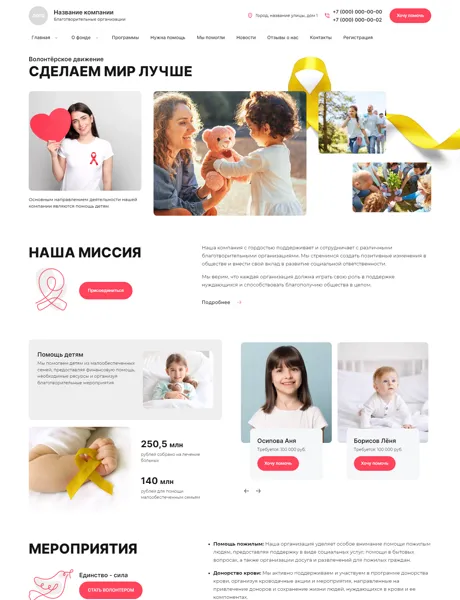 Название компании
Благотворительные организации
Город, название улицы, дом 1
+7 (000) 000-00-00
+7 (000) 000-00-02
Хочу помочь
Главная
О фонде
Программы
Нужна помощь
Мы помогли
Новости
Отзывы о нас
Контакты
Регистрация
Волонтёрское движение
СДЕЛАЕМ МИР ЛУЧШЕ
Основным направлением деятельности нашей
компании являются помощь детям
НАША МИССИЯ
Присоединиться
Наша компания с гордостью поддерживает и сотрудничает с различными
благотворительными организациями. Мы стремимся создать позитивные изменения в
обществе и внести свой вклад в развитие социальной ответственности.
Мы верим, что каждая организация должна играть свою роль в поддержке
нуждающихся и способствовать благополучию общества в целом.
Подробнее
Помощь детям
Мы помогаем детям из малообеспеченных
семей, предоставляя финансовую помощь,
необходимые ресурсы и организуя
благотворительные мероприятия
250,5 млн
рублей собрано на лечение
больных
140 млн
рублей для помощи
малообеспеченным семьям
Осипова Аня
Требуется: 100 000 руб.
Хочу помочь
Борисов Лёня
Требуется: 100 000 руб.
Хочу помочь
МЕРОПРИЯТИЯ
Единство - сила
СТАТЬ ВОЛОНТЕРОМ
Помощь пожилым: Наша организация уделяет особое внимание помощи пожилым
людям, предоставляя поддержку в виде социальных услуг, помощи в бытовых
вопросах, а также организации досуга и развлечений для пожилых граждан.
Донорство крови: Мы активно поддерживаем и участвуем в программе донорства
крови, организуя кроводачные акции и мероприятия, направленные на
привлечение доноров и сохранение жизни людей, нуждающихся в крови и ее
компонентах.